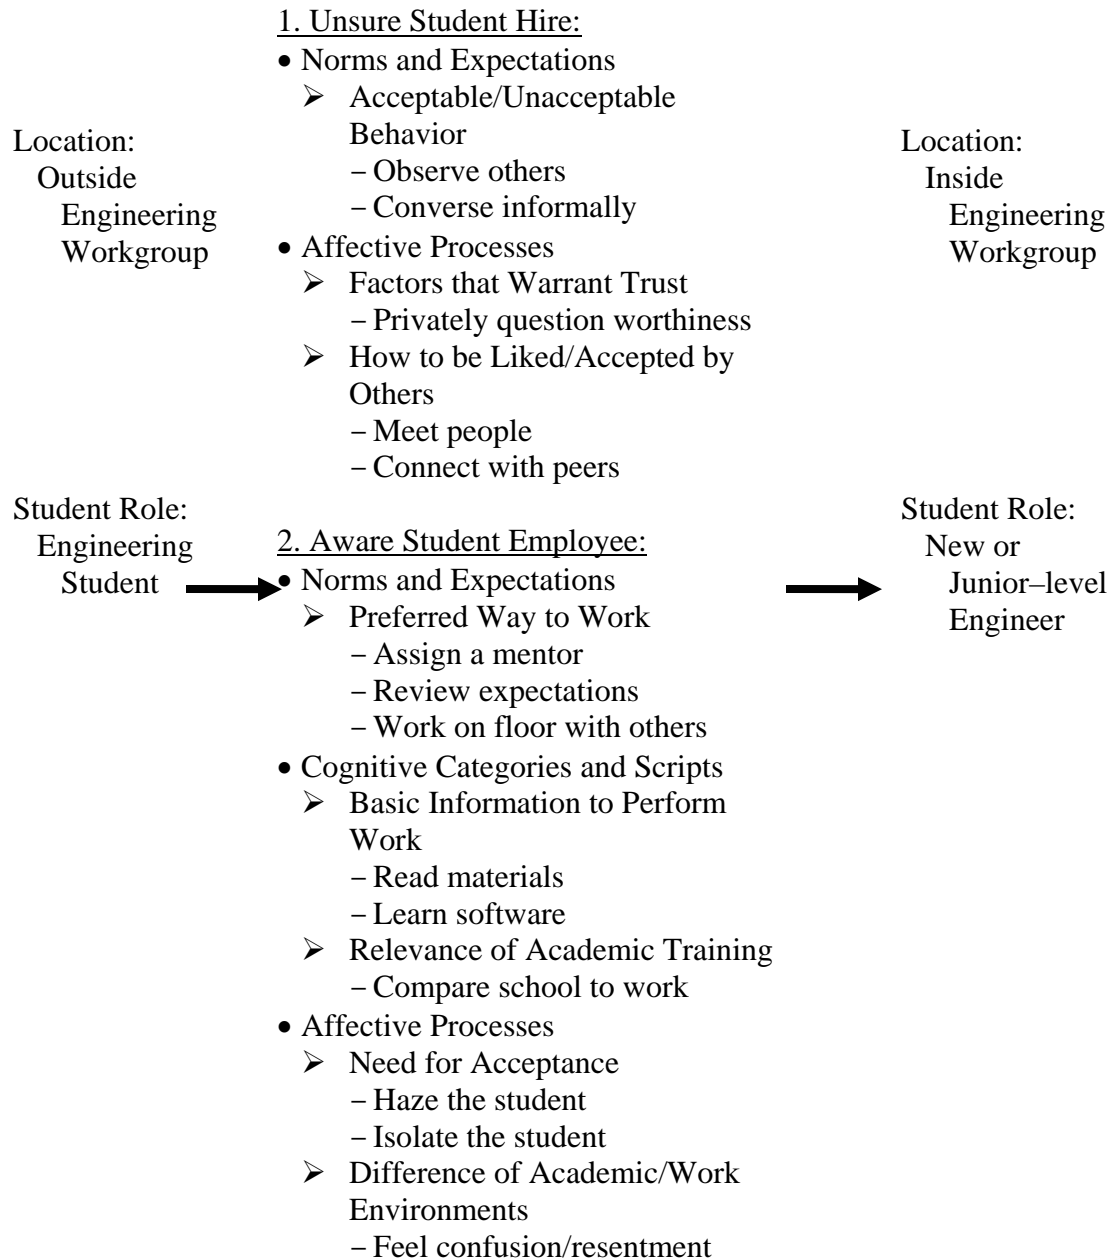 1. Unsure Student Hire:
• Norms and Expectations
➢ Acceptable/Unacceptable
Behavior
– Observe others
– Converse informally
• Affective Processes
➢ Factors that Warrant Trust
– Privately question worthiness
➢ How to be Liked/Accepted by
Others
– Meet people
– Connect with peers
Location:
Outside
Engineering
Workgroup
Location:
Inside
Engineering
Workgroup
Student Role:
Engineering
Student
2. Aware Student Employee:
• Norms and Expectations
➢ Preferred Way to Work
– Assign a mentor
– Review expectations
– Work on floor with others
• Cognitive Categories and Scripts
➢ Basic Information to Perform
Work
– Read materials
– Learn software
➢ Relevance of Academic Training
– Compare school to work
• Affective Processes
➢ Need for Acceptance
– Haze the student
– Isolate the student
➢ Difference of Academic/Work
Environments
– Feel confusion/resentment
Student Role:
New or
Junior–level
Engineer